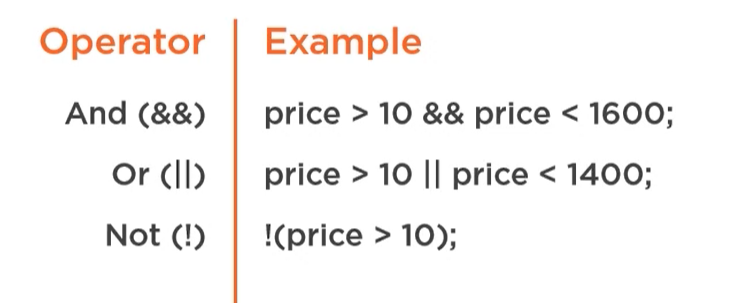 Operator Example
And (&&) price > 10 && price < 1600;
Or (||) price > 10 || price < 1400;
Not (!) !(price > 10);